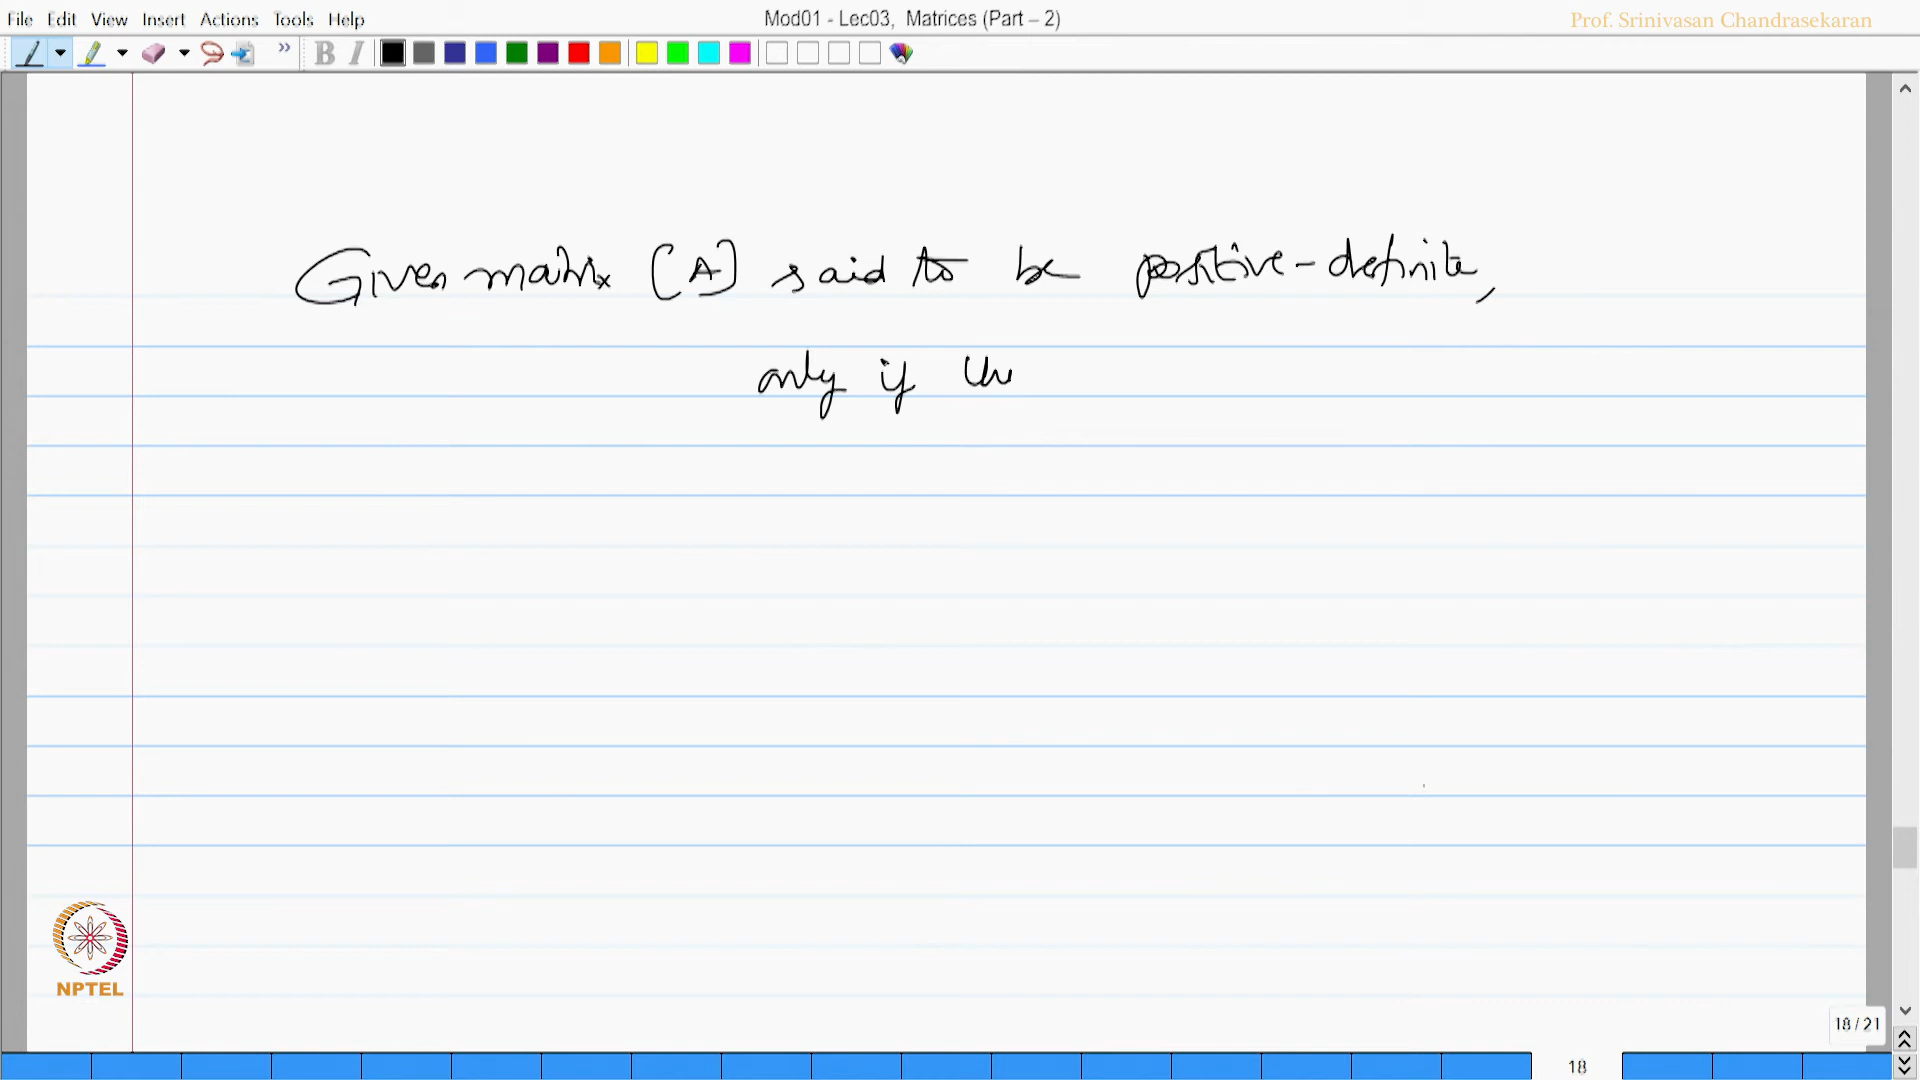 File Edit View Insert Actions Tools Help
Mod01 - Lec03, Matrices (Part – 2)
Prof. Srinivasan Chandrasekaran
B I
Given matrix [A] said to be positive-definite,
only if the
NPTEL
18 / 21
18